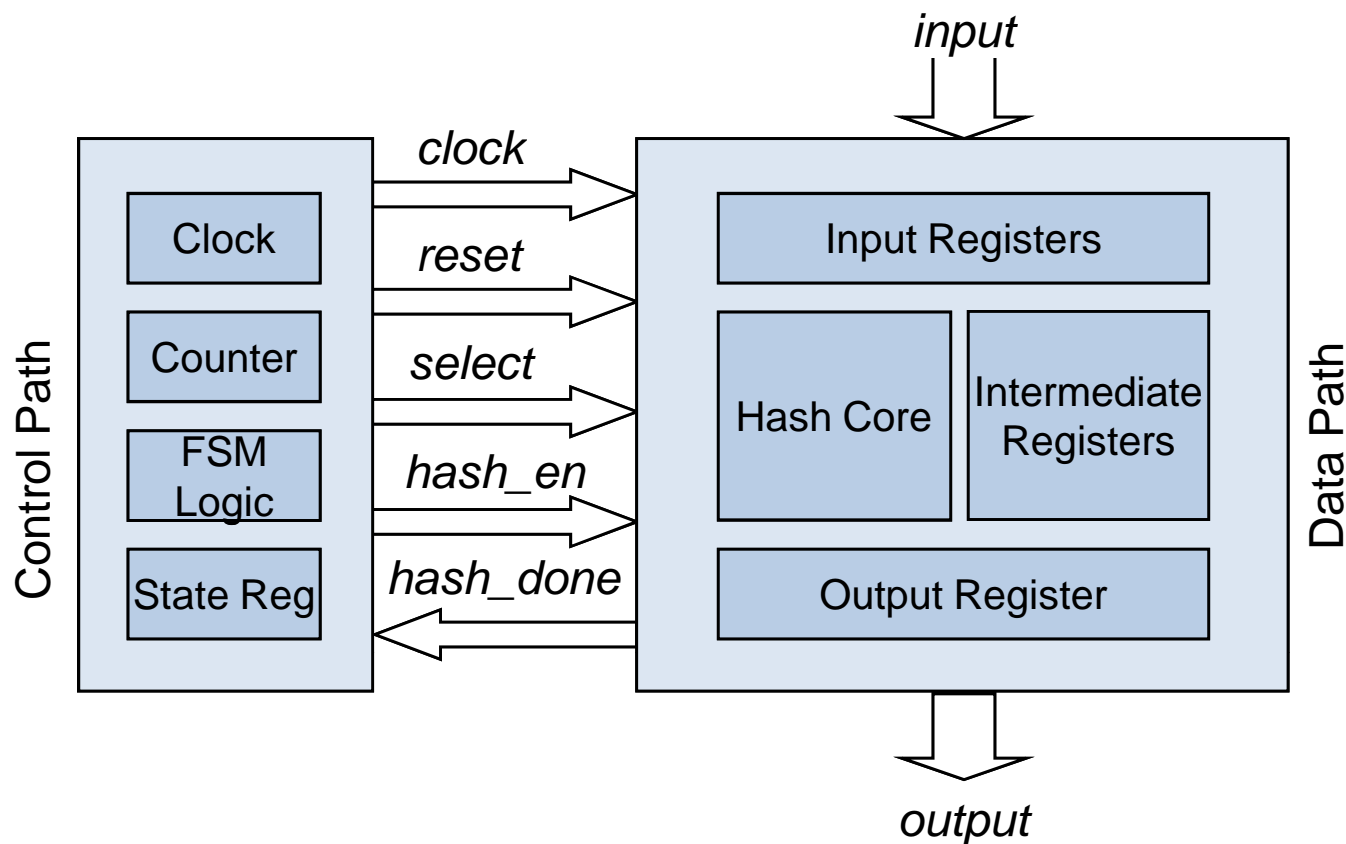 input
Control Path
Clock
Counter
FSM
Logic
State Reg
clock
reset
select
hash_en
hash_done
Input Registers
Hash Core
Intermediate
Registers
Output Register
Data Path
output